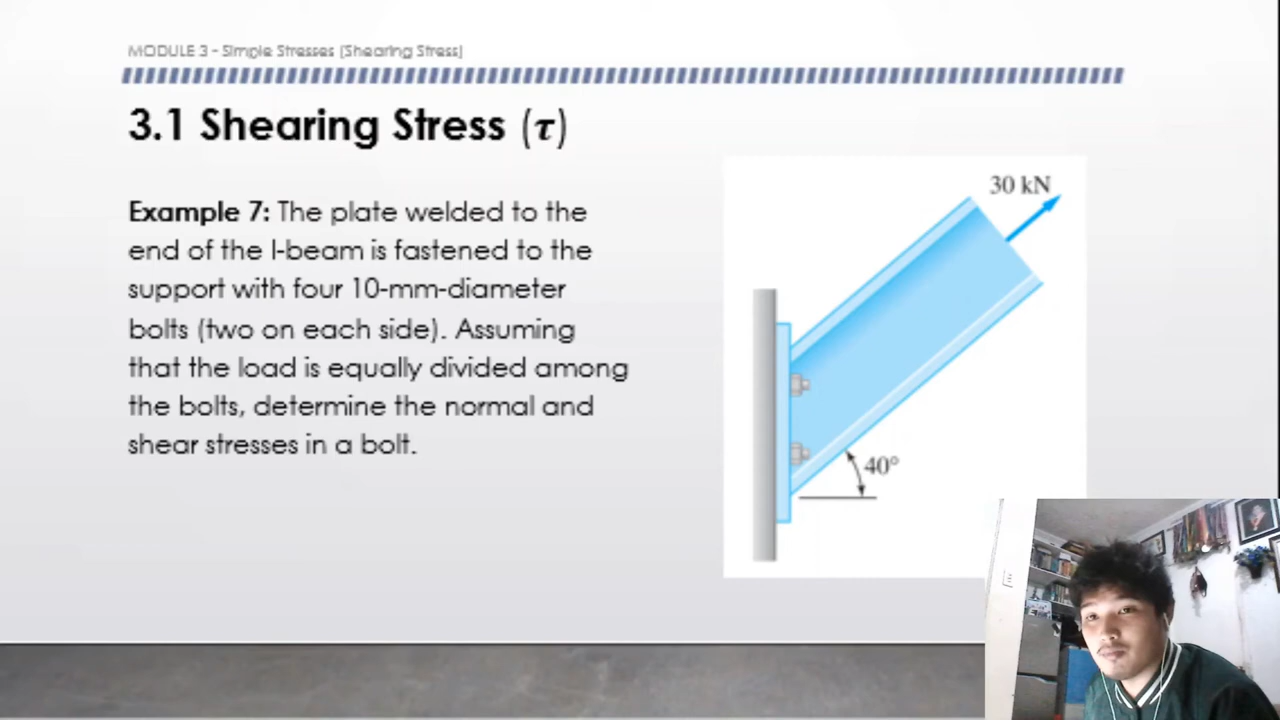 MODULE 3 - Simple Stresses (Shearing Stress)
3.1 Shearing Stress (τ)
Example 7: The plate welded to the
end of the I-beam is fastened to the
support with four 10-mm-diameter
bolts (two on each side). Assuming
that the load is equally divided among
the bolts, determine the normal and
shear stresses in a bolt.
30 kN
40°